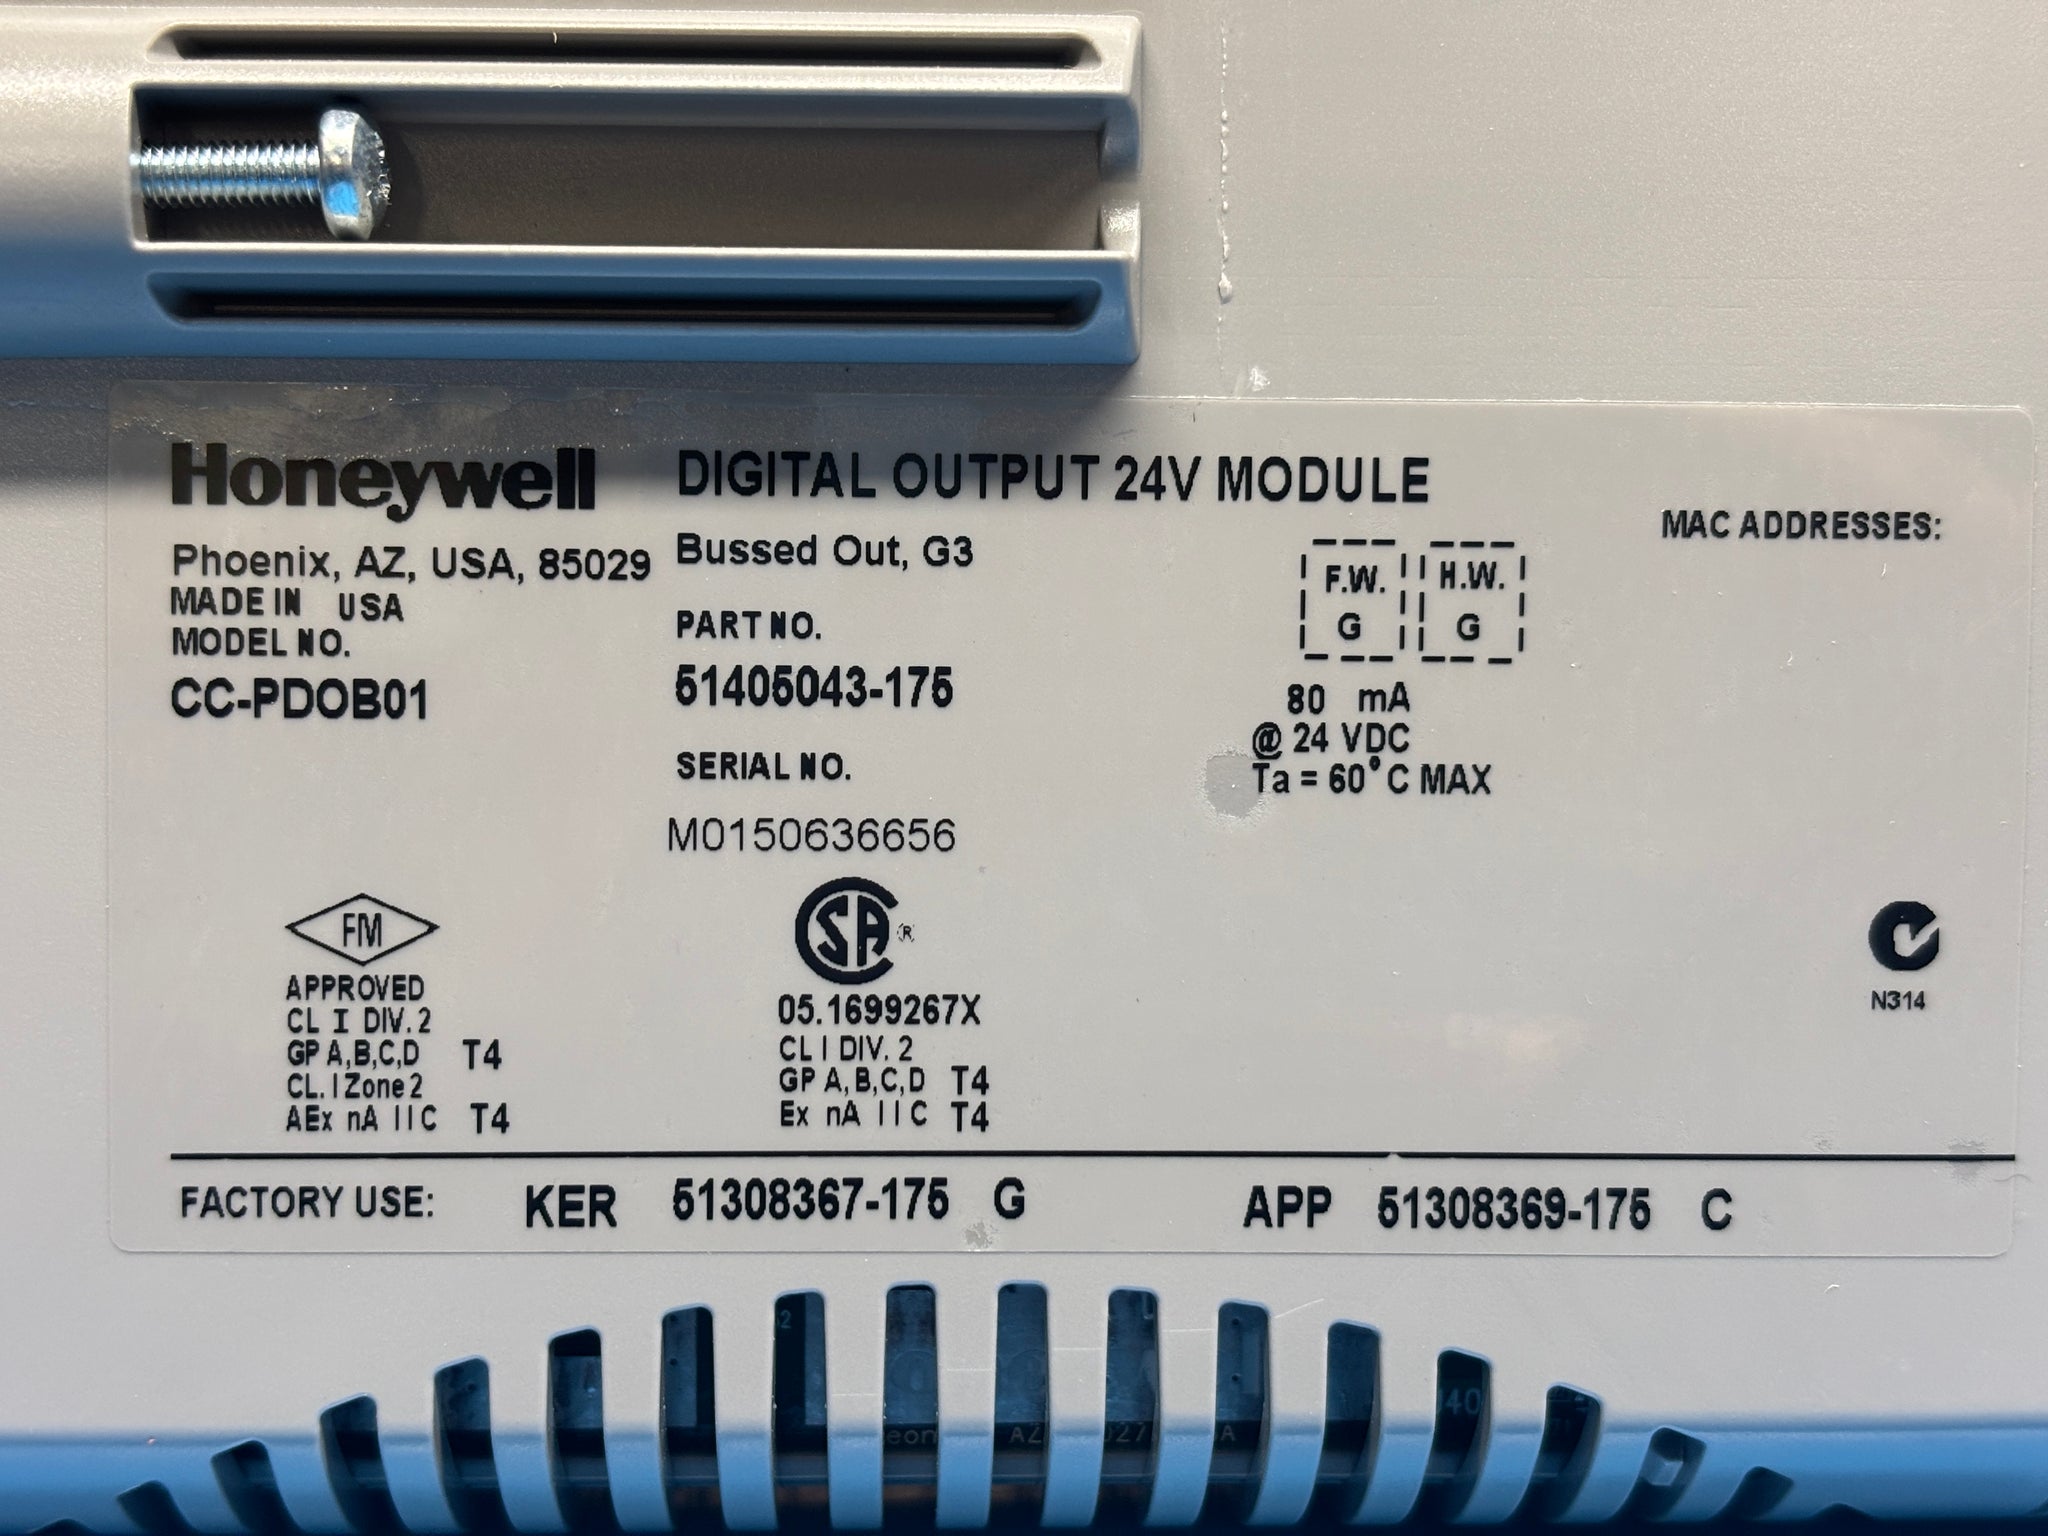 Honeywell
Phoenix, AZ, USA, 85029
MADE IN USA
MODEL NO.
CC-PDOB01
DIGITAL OUTPUT 24V MODULE
Bussed Out, G3
PART NO.
51405043-175
SERIAL NO.
M0150636656
F.W. H.W.
G G
80 mA
@ 24 VDC
Ta = 60°C MAX
MAC ADDRESSES:
FM
APPROVED
CL I DIV. 2
GP A,B,C,D T4
CL. I Zone 2
AEx nA IIC T4
CSA ®
05.1699267X
CL I DIV. 2
GP A,B,C,D T4
Ex nA IIC T4
N314
FACTORY USE: KER 51308367-175 G APP 51308369-175 C